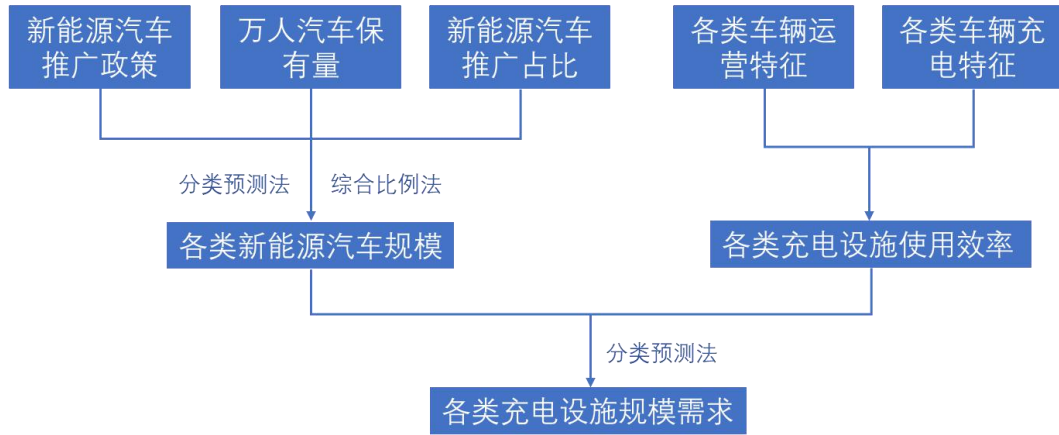 新能源汽车
推广政策
万人汽车保
有量
新能源汽车
推广占比
各类车辆运
营特征
各类车辆充
电特征
分类预测法
综合比例法
各类新能源汽车规模
各类充电设施使用效率
分类预测法
各类充电设施规模需求